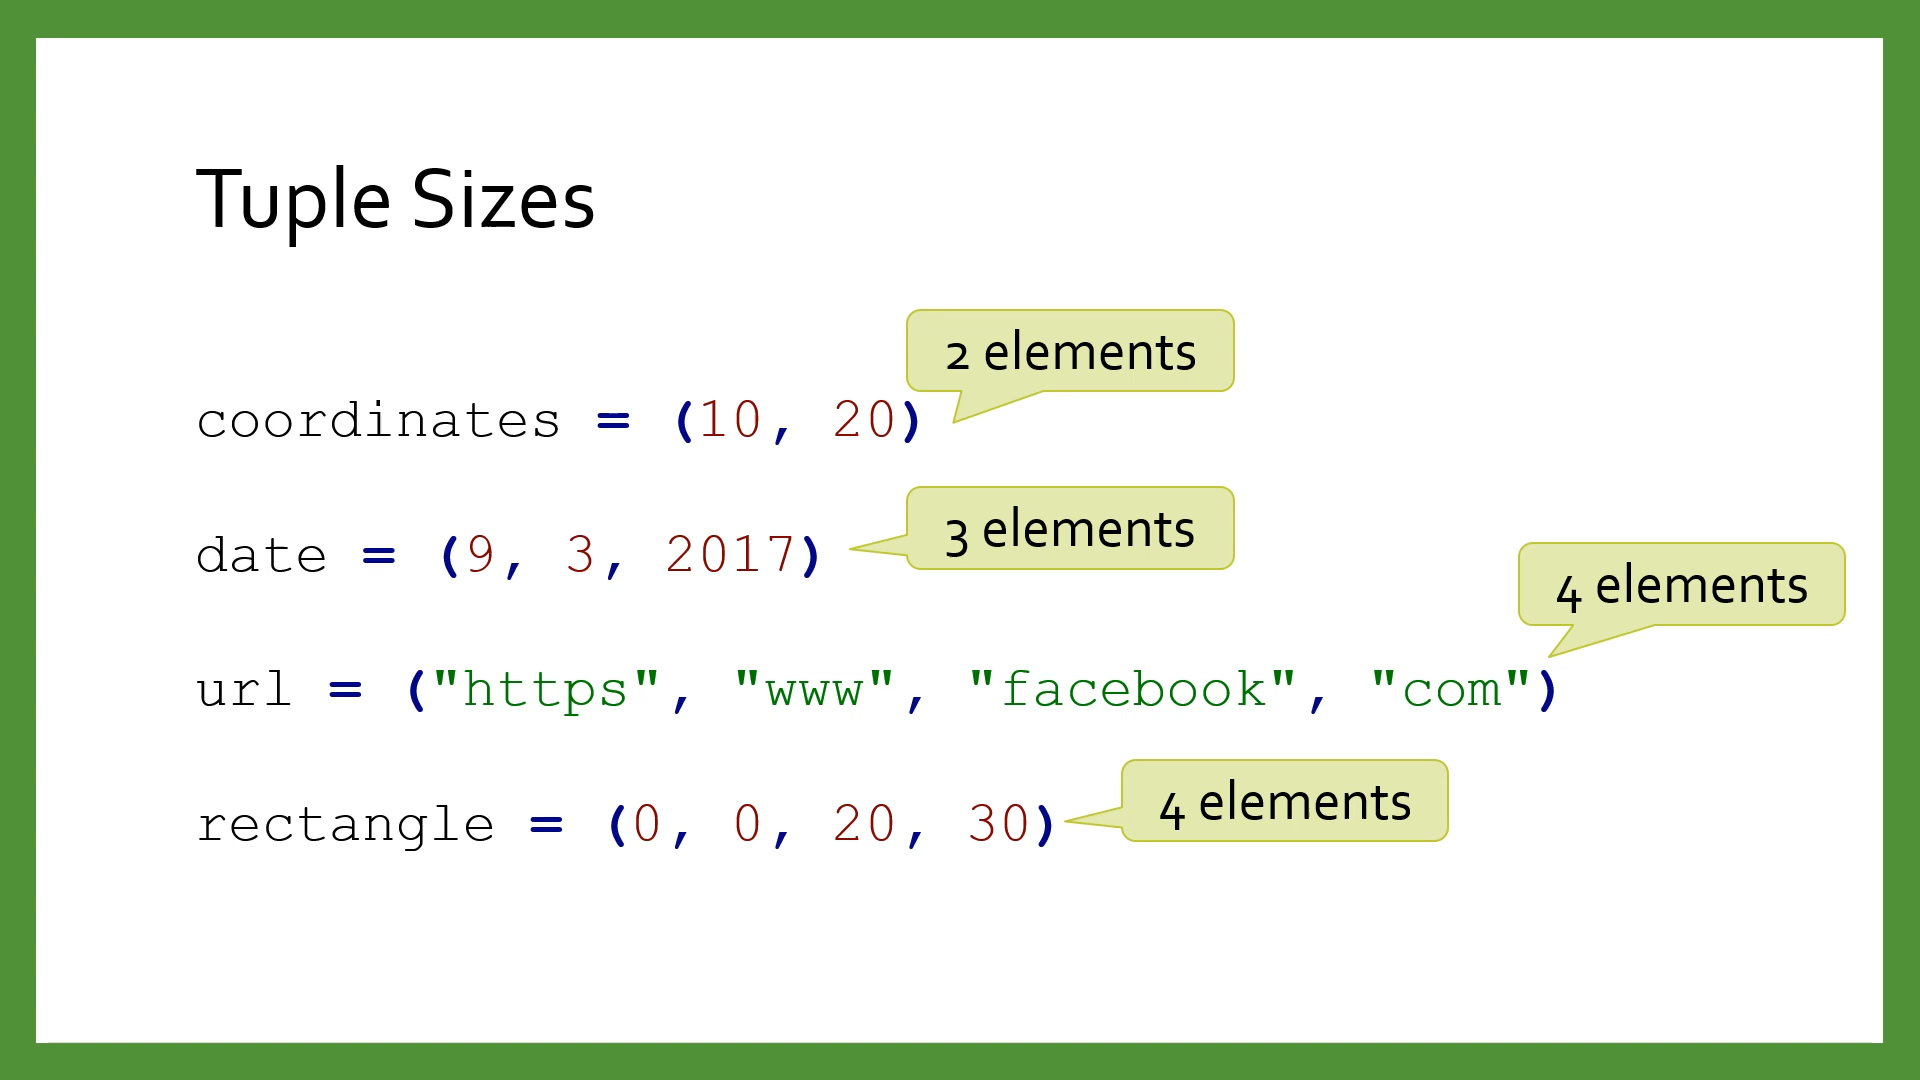 Tuple Sizes
2 elements
coordinates = (10, 20)
3 elements
date = (9, 3, 2017)
4 elements
url = ("https", "www", "facebook", "com")
4 elements
rectangle = (0, 0, 20, 30)